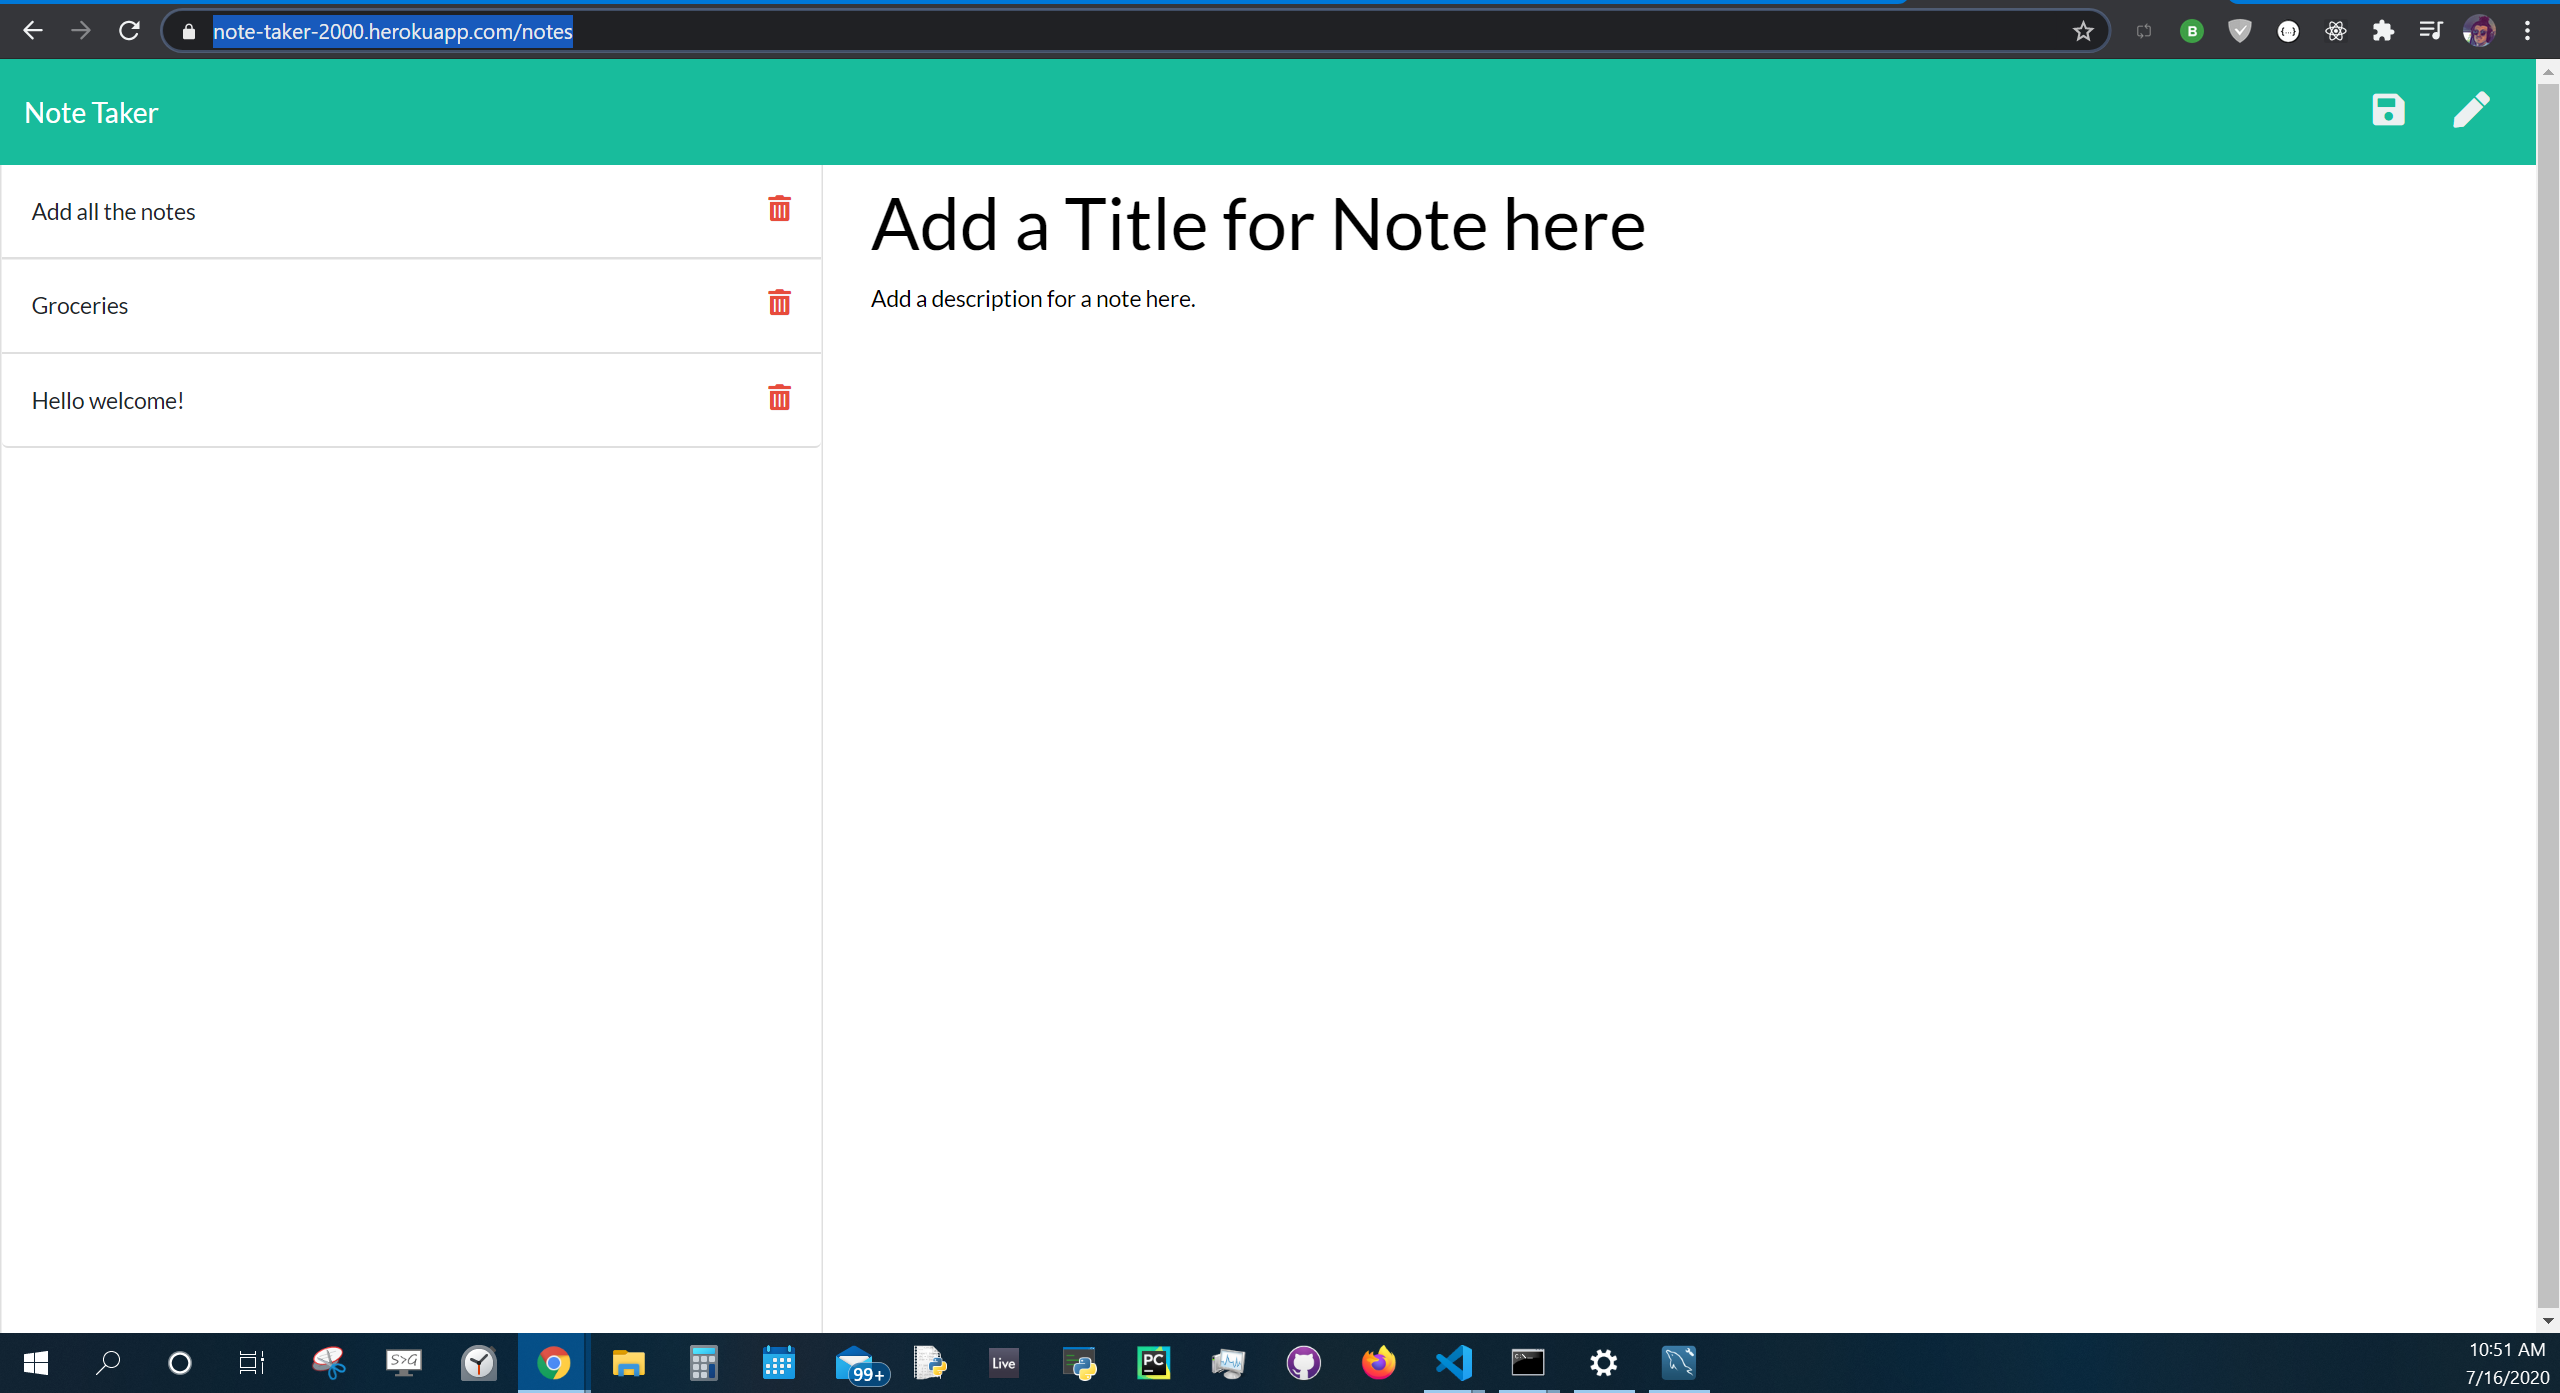 note-taker-2000.herokuapp.com/notes
B
Note Taker
Add all the notes
Groceries
Hello welcome!
Add a Title for Note here
Add a description for a note here.
S>G
99+
Live
PC
10:51 AM
7/16/2020